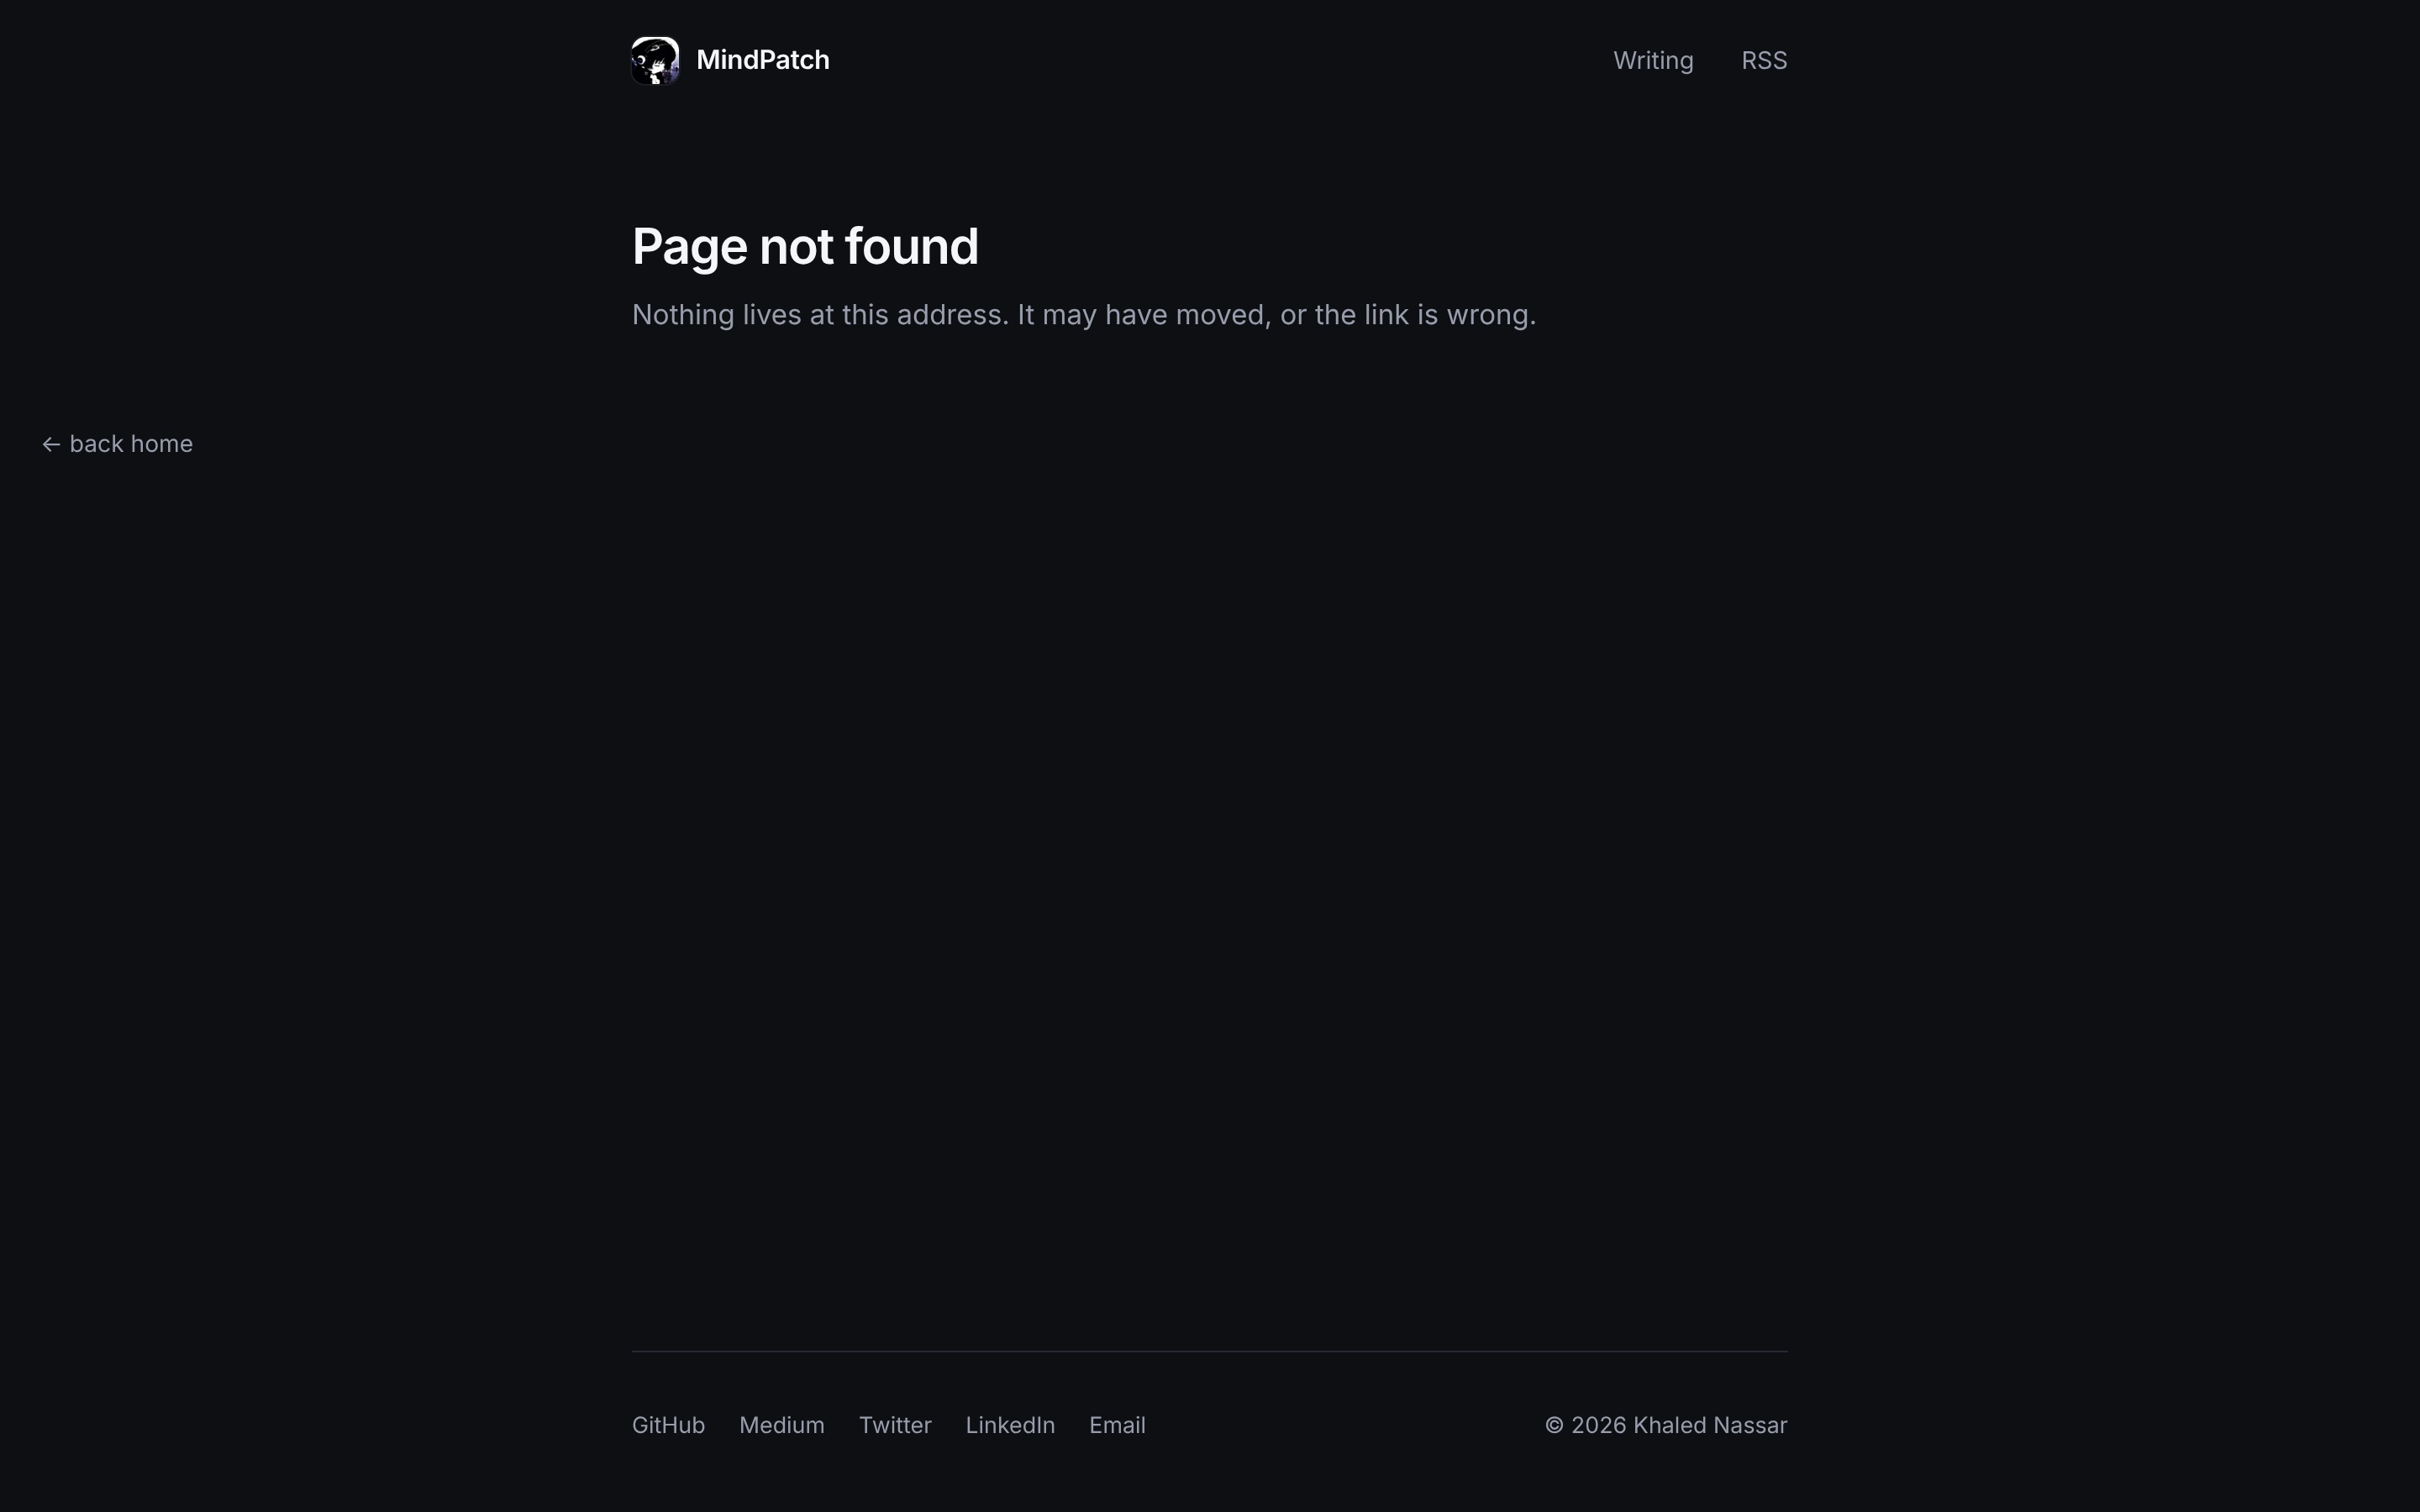 MindPatch
Writing
RSS
Page not found
Nothing lives at this address. It may have moved, or the link is wrong.
← back home
GitHub
Medium
Twitter
LinkedIn
Email
© 2026 Khaled Nassar